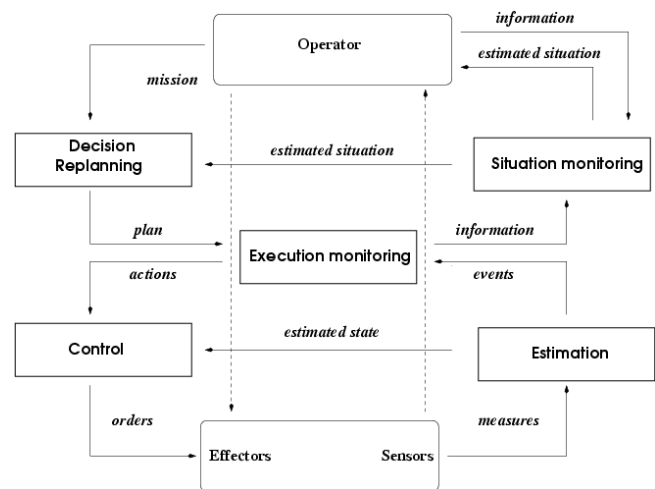 information
Operator
estimated situation
mission
Decision
Replanning
estimated situation
Situation monitoring
plan
information
Execution monitoring
actions
events
Control
estimated state
Estimation
orders
measures
Effectors
Sensors